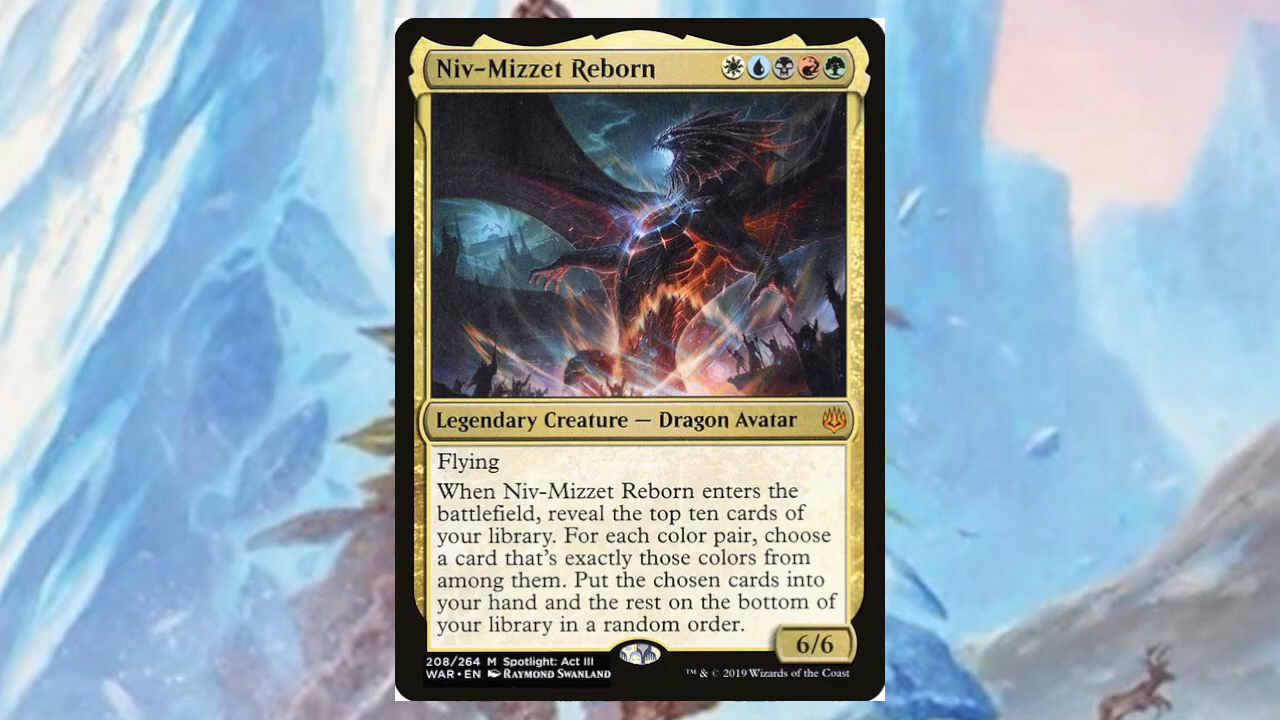 Niv-Mizzet Reborn
Legendary Creature — Dragon Avatar
Flying
When Niv-Mizzet Reborn enters the
battlefield, reveal the top ten cards of
your library. For each color pair, choose
a card that's exactly those colors from
among them. Put the chosen cards into
your hand and the rest on the bottom of
your library in a random order.
6/6
208/264 M Spotlight: Act III
WAR • EN Raymond Swanland
™ & © 2019 Wizards of the Coast